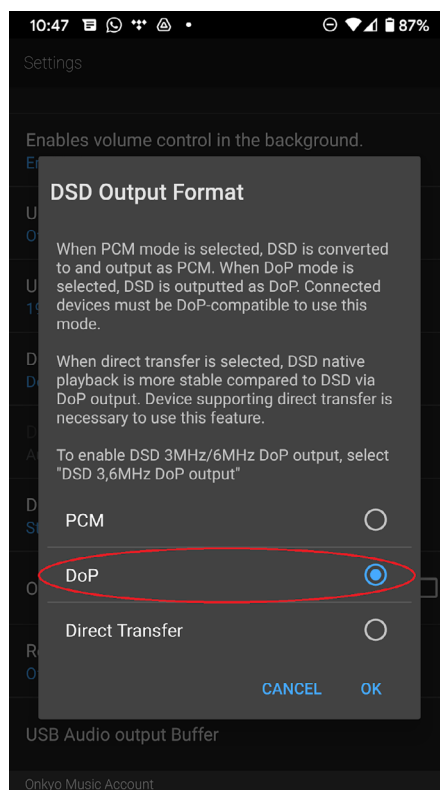 10:47
87%
Settings
Enables volume control in the background.
DSD Output Format
When PCM mode is selected, DSD is converted
to and output as PCM. When DoP mode is
selected, DSD is outputted as DoP. Connected
devices must be DoP-compatible to use this
mode.
When direct transfer is selected, DSD native
playback is more stable compared to DSD via
DoP output. Device supporting direct transfer is
necessary to use this feature.
To enable DSD 3MHz/6MHz DoP output, select
"DSD 3,6MHz DoP output"
PCM
DoP
Direct Transfer
CANCEL
OK
USB Audio output Buffer
Onkyo Music Account